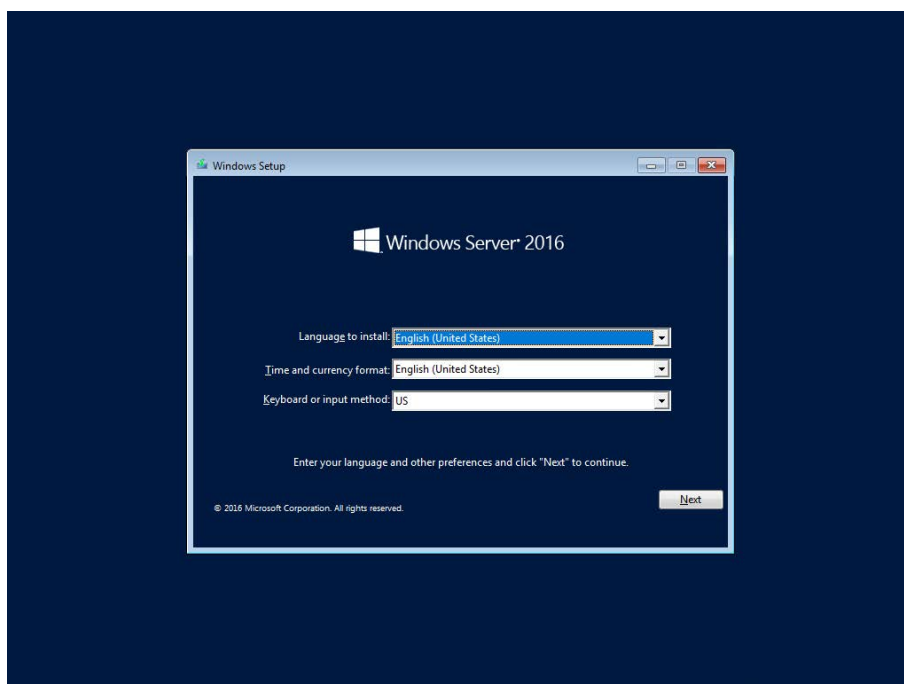 Windows Setup
Windows Server 2016
Language to install: English (United States)
Time and currency format: English (United States)
Keyboard or input method: US
Enter your language and other preferences and click "Next" to continue.
Next
© 2016 Microsoft Corporation. All rights reserved.